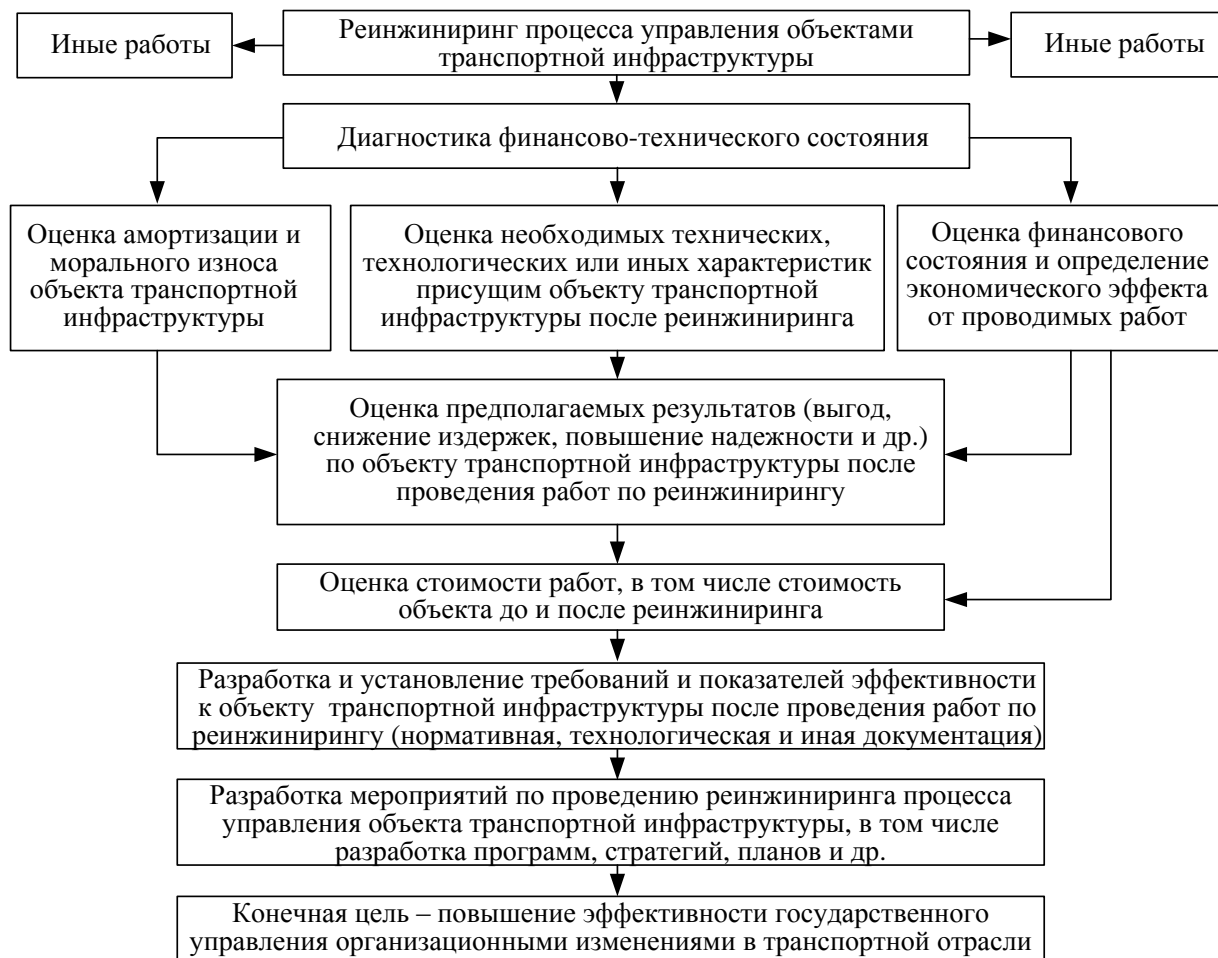 Иные работы
Реинжиниринг процесса управления объектами
транспортной инфраструктуры
Иные работы
Диагностика финансово-технического состояния
Оценка амортизации и
морального износа
объекта транспортной
инфраструктуры
Оценка необходимых технических,
технологических или иных характеристик
присущим объекту транспортной
инфраструктуры после реинжиниринга
Оценка финансового
состояния и определение
экономического эффекта
от проводимых работ
Оценка предполагаемых результатов (выгод,
снижение издержек, повышение надежности и др.)
по объекту транспортной инфраструктуры после
проведения работ по реинжинирингу
Оценка стоимости работ, в том числе стоимость
объекта до и после реинжиниринга
Разработка и установление требований и показателей эффективности
к объекту транспортной инфраструктуры после проведения работ по
реинжинирингу (нормативная, технологическая и иная документация)
Разработка мероприятий по проведению реинжиниринга процесса
управления объекта транспортной инфраструктуры, в том числе
разработка программ, стратегий, планов и др.
Конечная цель – повышение эффективности государственного
управления организационными изменениями в транспортной отрасли